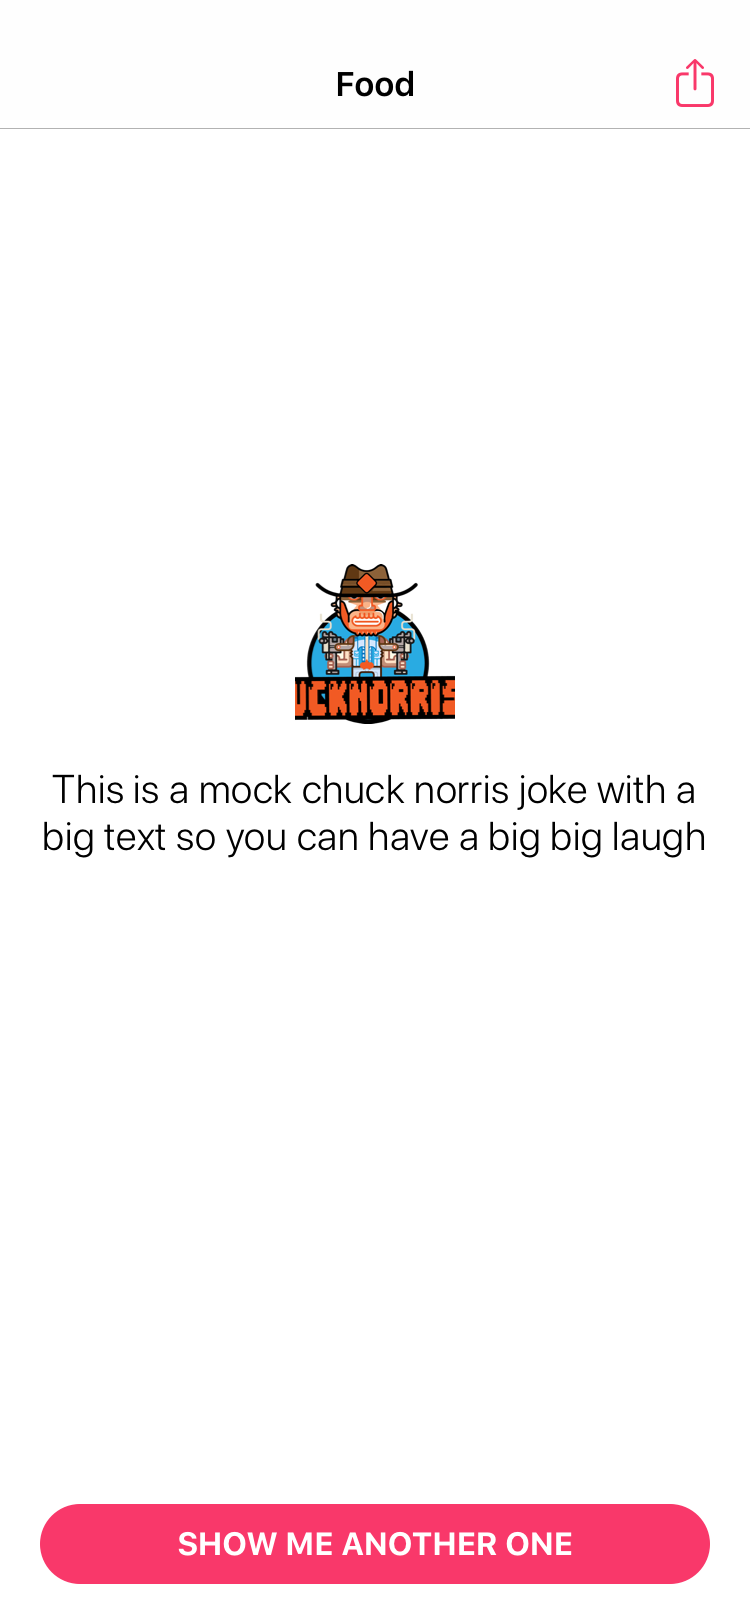 Food
UCKNORRIS
This is a mock chuck norris joke with a
big text so you can have a big big laugh
SHOW ME ANOTHER ONE